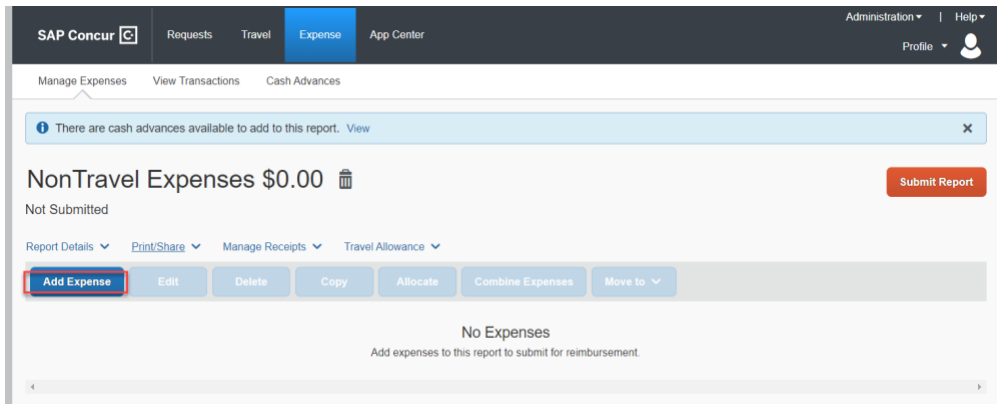 Administration | Help
SAP Concur C Requests Travel Expense App Center
Profile
Manage Expenses View Transactions Cash Advances
There are cash advances available to add to this report. View
NonTravel Expenses $0.00
Submit Report
Not Submitted
Report Details Print/Share Manage Receipts Travel Allowance
Add Expense Edit Delete Copy Allocate Combine Expenses Move to
No Expenses
Add expenses to this report to submit for reimbursement.